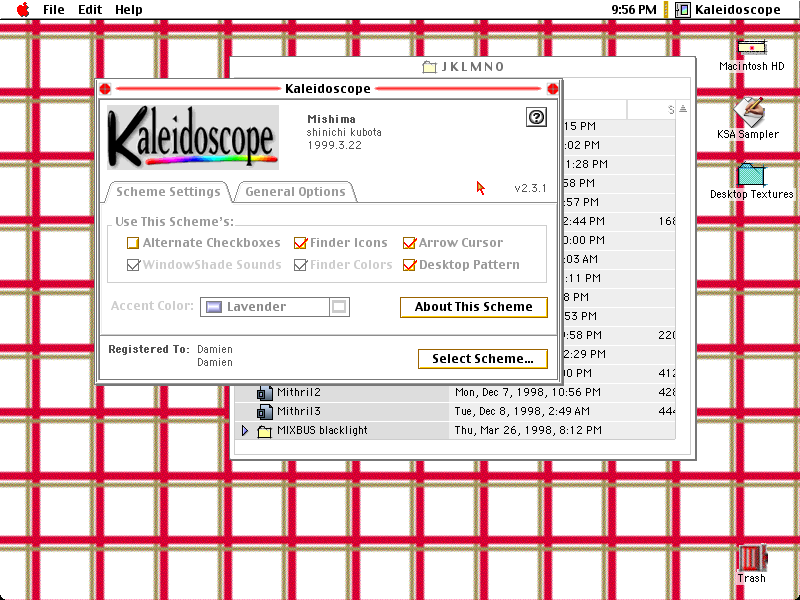 File Edit Help
9:56 PM
Kaleidoscope
JKLMNO
Macintosh HD
KSA Sampler
Desktop Textures
Trash
Kaleidoscope
Kaleidoscope
Mishima
shinichi kubota
1999.3.22
v2.3.1
Scheme Settings
General Options
Use This Scheme's:
Alternate Checkboxes
Finder Icons
Arrow Cursor
WindowShade Sounds
Finder Colors
Desktop Pattern
Accent Color:
Lavender
About This Scheme
Registered To: Damien
Damien
Select Scheme...
S
:15 PM
:02 PM
1:28 PM
:58 PM
:57 PM
2:44 PM 168
0:00 PM
:03 AM
:11 PM
8 PM
:53 PM
9:58 PM 220
2:29 PM
00 PM 412
Mithril2 Mon, Dec 7, 1998, 10:56 PM 428
Mithril3 Tue, Dec 8, 1998, 2:49 AM 444
MIXBUS blacklight Thu, Mar 26, 1998, 8:12 PM